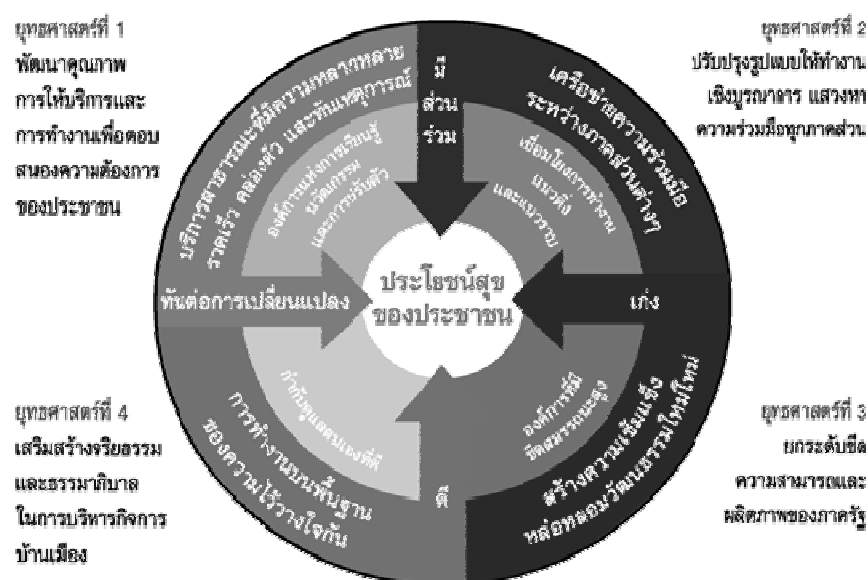 ยุทธศาสตร์ที่ 1
พัฒนาคุณภาพ
การให้บริการและ
การทำงานเพื่อตอบ
สนองความต้องการ
ของประชาชน
ยุทธศาสตร์ที่ 2
ปรับปรุงรูปแบบให้ทำงาน
เชิงบูรณาการ แสวงหา
ความร่วมมือทุกภาคส่วน
บริการสาธารณะที่มีความหลากหลาย
รวดเร็ว คล่องตัว และทันเหตุการณ์
องค์การแห่งการเรียนรู้
นวัตกรรม
และการปรับตัว
มี
ส่วน
ร่วม
เครือข่ายความร่วมมือ
ระหว่างภาคส่วนต่างๆ
เชื่อมโยงการทำงาน
แนวดิ่ง
และแนวราบ
ทันต่อการเปลี่ยนแปลง
ประโยชน์สุข
ของประชาชน
เก่ง
กำกับดูแลตนเองที่ดี
การทำงานบนพื้นฐาน
ของความไว้วางใจกัน
ดี
องค์การที่มี
ขีดสมรรถนะสูง
สร้างความเข้มแข็ง
หล่อหลอมวัฒนธรรมใหม่ใหม่
ยุทธศาสตร์ที่ 4
เสริมสร้างจริยธรรม
และธรรมาภิบาล
ในการบริหารกิจการ
บ้านเมือง
ยุทธศาสตร์ที่ 3
ยกระดับขีด
ความสามารถและ
ผลิตภาพของภาครัฐ